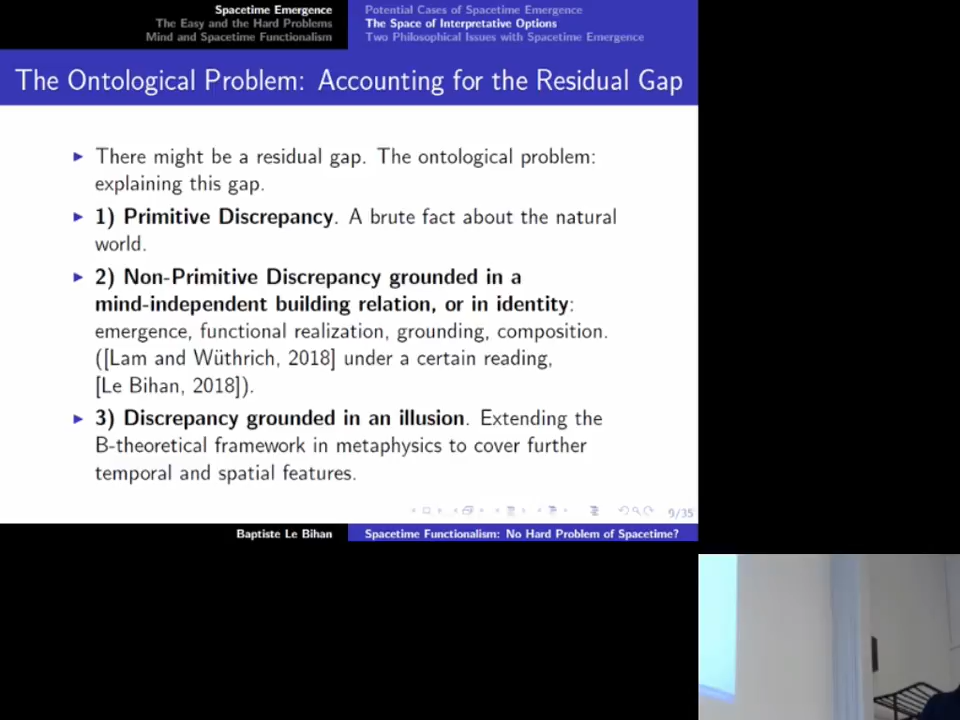 Spacetime Emergence
The Easy and the Hard Problems
Mind and Spacetime Functionalism
Potential Cases of Spacetime Emergence
The Space of Interpretative Options
Two Philosophical Issues with Spacetime Emergence
The Ontological Problem: Accounting for the Residual Gap
There might be a residual gap. The ontological problem:
explaining this gap.
1) Primitive Discrepancy. A brute fact about the natural
world.
2) Non-Primitive Discrepancy grounded in a
mind-independent building relation, or in identity:
emergence, functional realization, grounding, composition.
([Lam and Wüthrich, 2018] under a certain reading,
[Le Bihan, 2018]).
3) Discrepancy grounded in an illusion. Extending the
B-theoretical framework in metaphysics to cover further
temporal and spatial features.
9/35
Baptiste Le Bihan
Spacetime Functionalism: No Hard Problem of Spacetime?